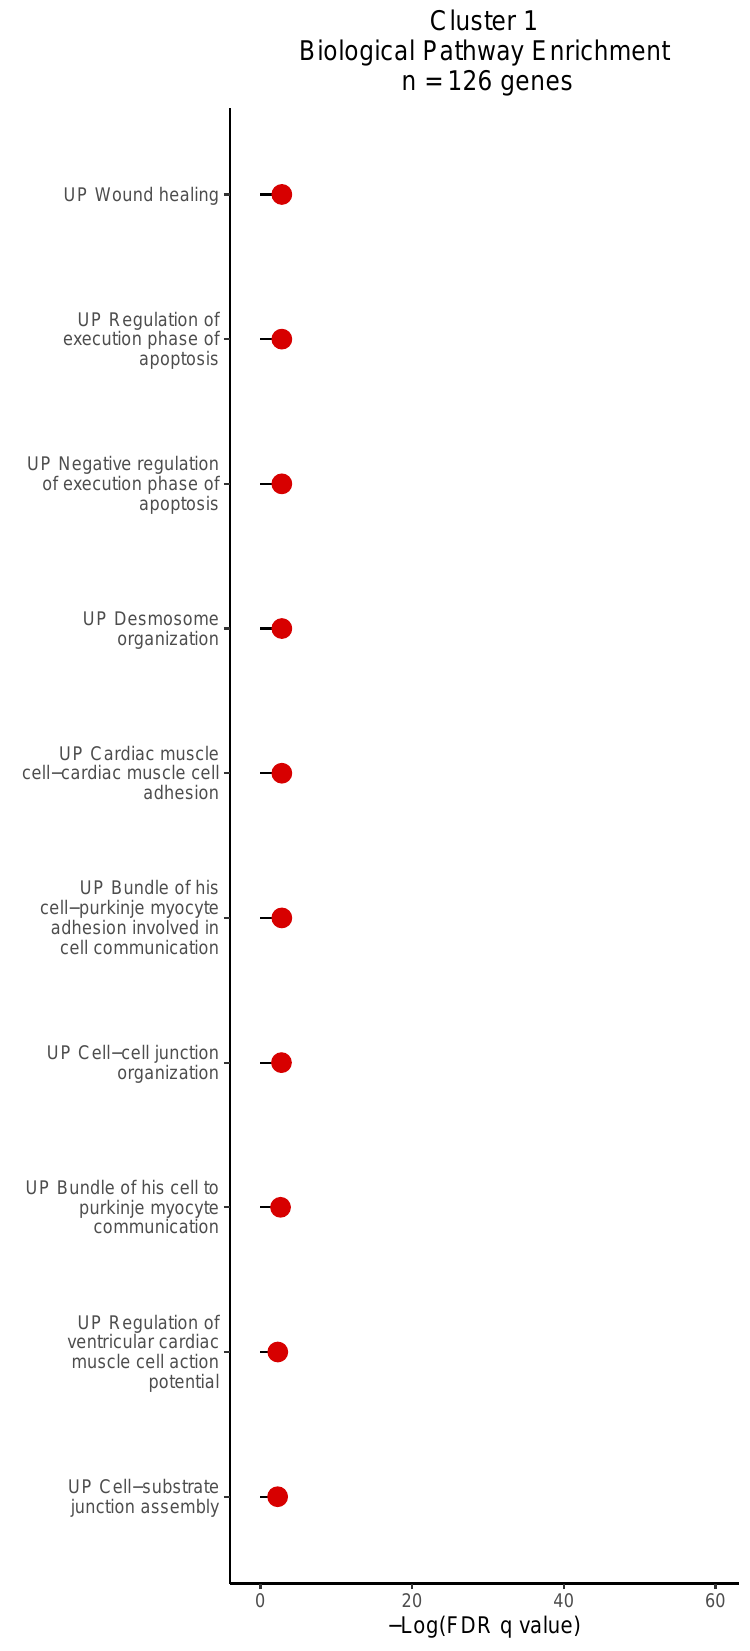 Cluster 1
Biological Pathway Enrichment
n = 126 genes
UP Wound healing
UP Regulation of
execution phase of
apoptosis
UP Negative regulation
of execution phase of
apoptosis
UP Desmosome
organization
UP Cardiac muscle
cell−cardiac muscle cell
adhesion
UP Bundle of his
cell−purkinje myocyte
adhesion involved in
cell communication
UP Cell−cell junction
organization
UP Bundle of his cell to
purkinje myocyte
communication
UP Regulation of
ventricular cardiac
muscle cell action
potential
UP Cell−substrate
junction assembly
0 20 40 60
−Log(FDR q value)